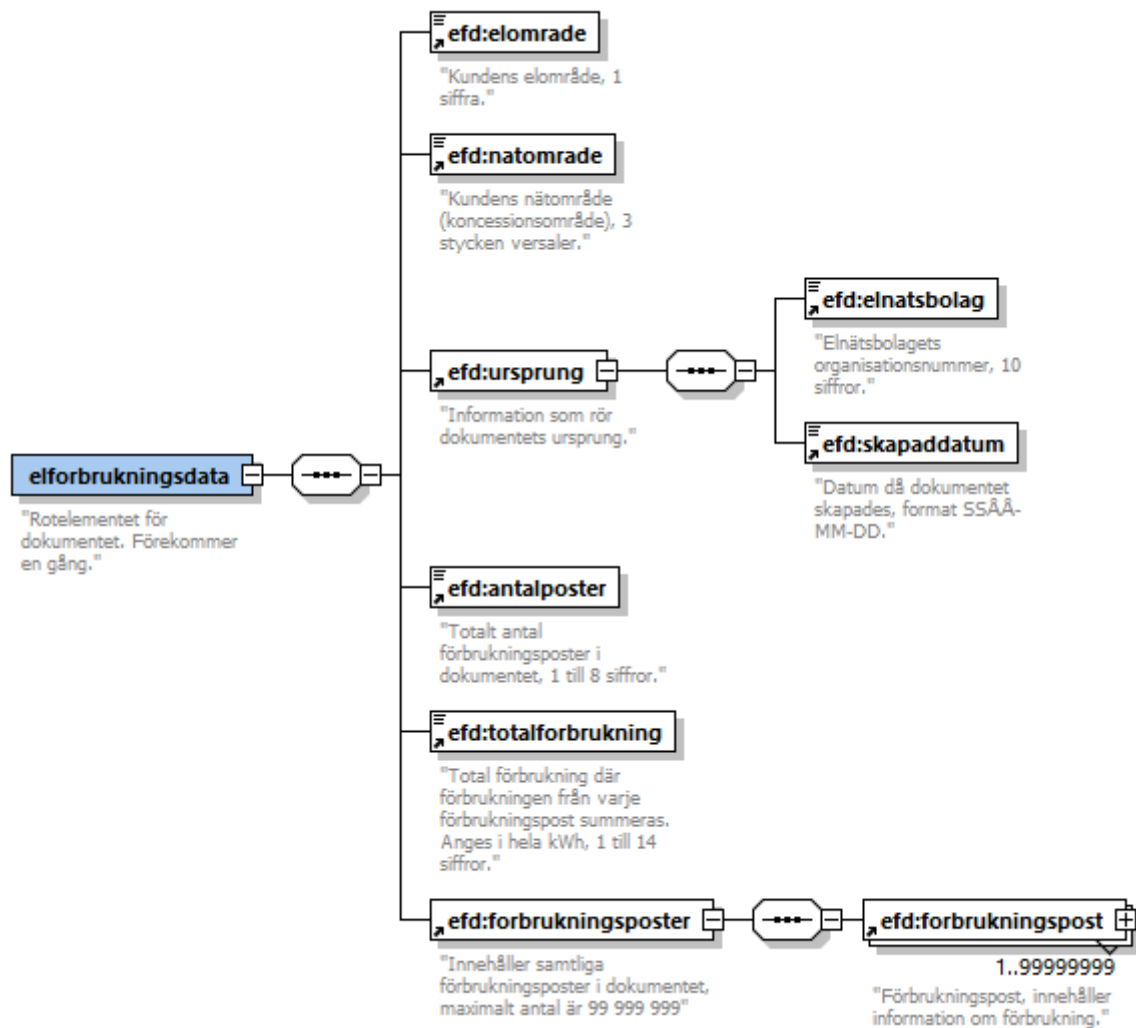 efd:elomrade
"Kundens elområde, 1
siffra."
efd:natomrade
"Kundens nätområde
(koncessionsområde), 3
stycken versaler."
efd:ursprung
"Information som rör
dokumentets ursprung."
efd:elnatsbolag
"Elnätsbolagets
organisationsnummer, 10
siffror."
efd:skapaddatum
"Datum då dokumentet
skapades, format SSÅÅ-
MM-DD."
elforbrukningsdata
"Rotelementet för
dokumentet. Förekommer
en gång."
efd:antalposter
"Totalt antal
förbrukningsposter i
dokumentet, 1 till 8 siffror."
efd:totalforbrukning
"Total förbrukning där
förbrukningen från varje
förbrukningspost summeras.
Anges i hela kWh, 1 till 14
siffror."
efd:forbrukningsposter
"Innehåller samtliga
förbrukningsposter i dokumentet,
maximalt antal är 99 999 999"
efd:forbrukningspost
1..99999999
"Förbrukningspost, innehåller
information om förbrukning."